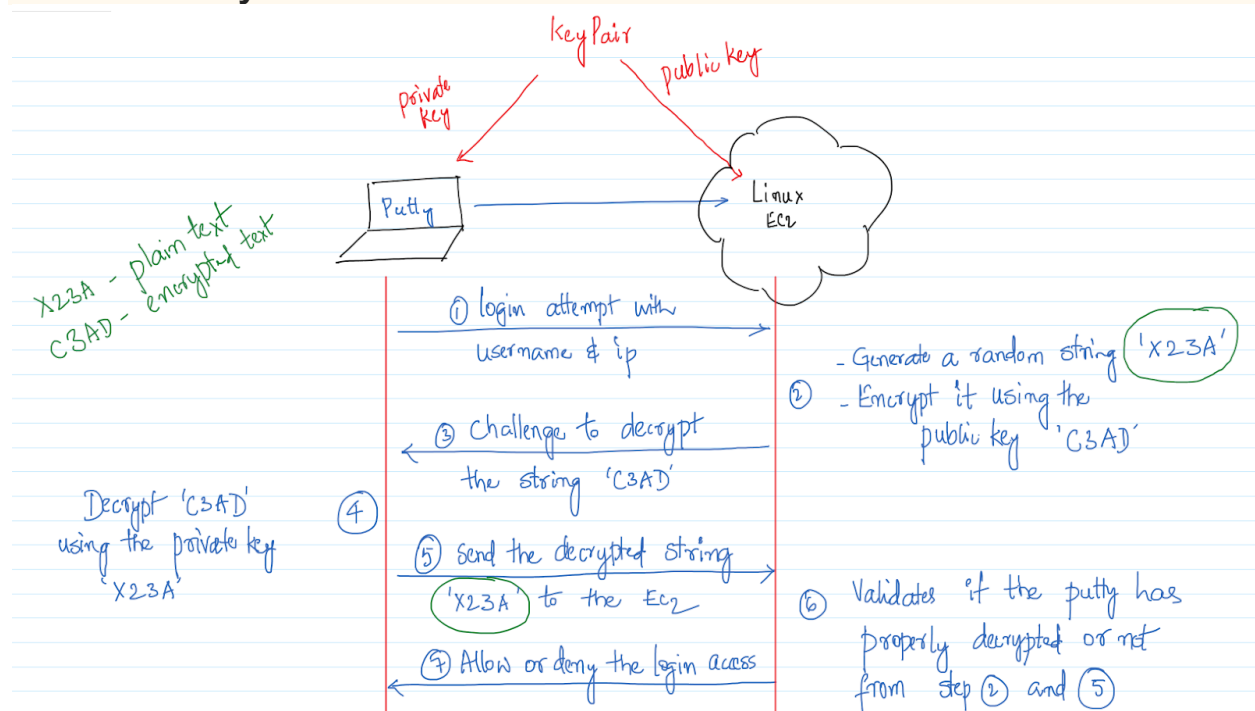 Key Pair
private
key
public key
Putty
Linux
EC2
X23A - plain text
C3AD - encrypted text
① login attempt with
username & ip
② - Generate a random string 'X23A'
- Encrypt it using the
public key 'C3AD'
③ Challenge to decrypt
the string 'C3AD'
④ Decrypt 'C3AD'
using the private key
'X23A'
⑤ Send the decrypted string
'X23A' to the EC2
⑥ Validates if the putty has
properly decrypted or not
from step ② and ⑤
⑦ Allow or deny the login access